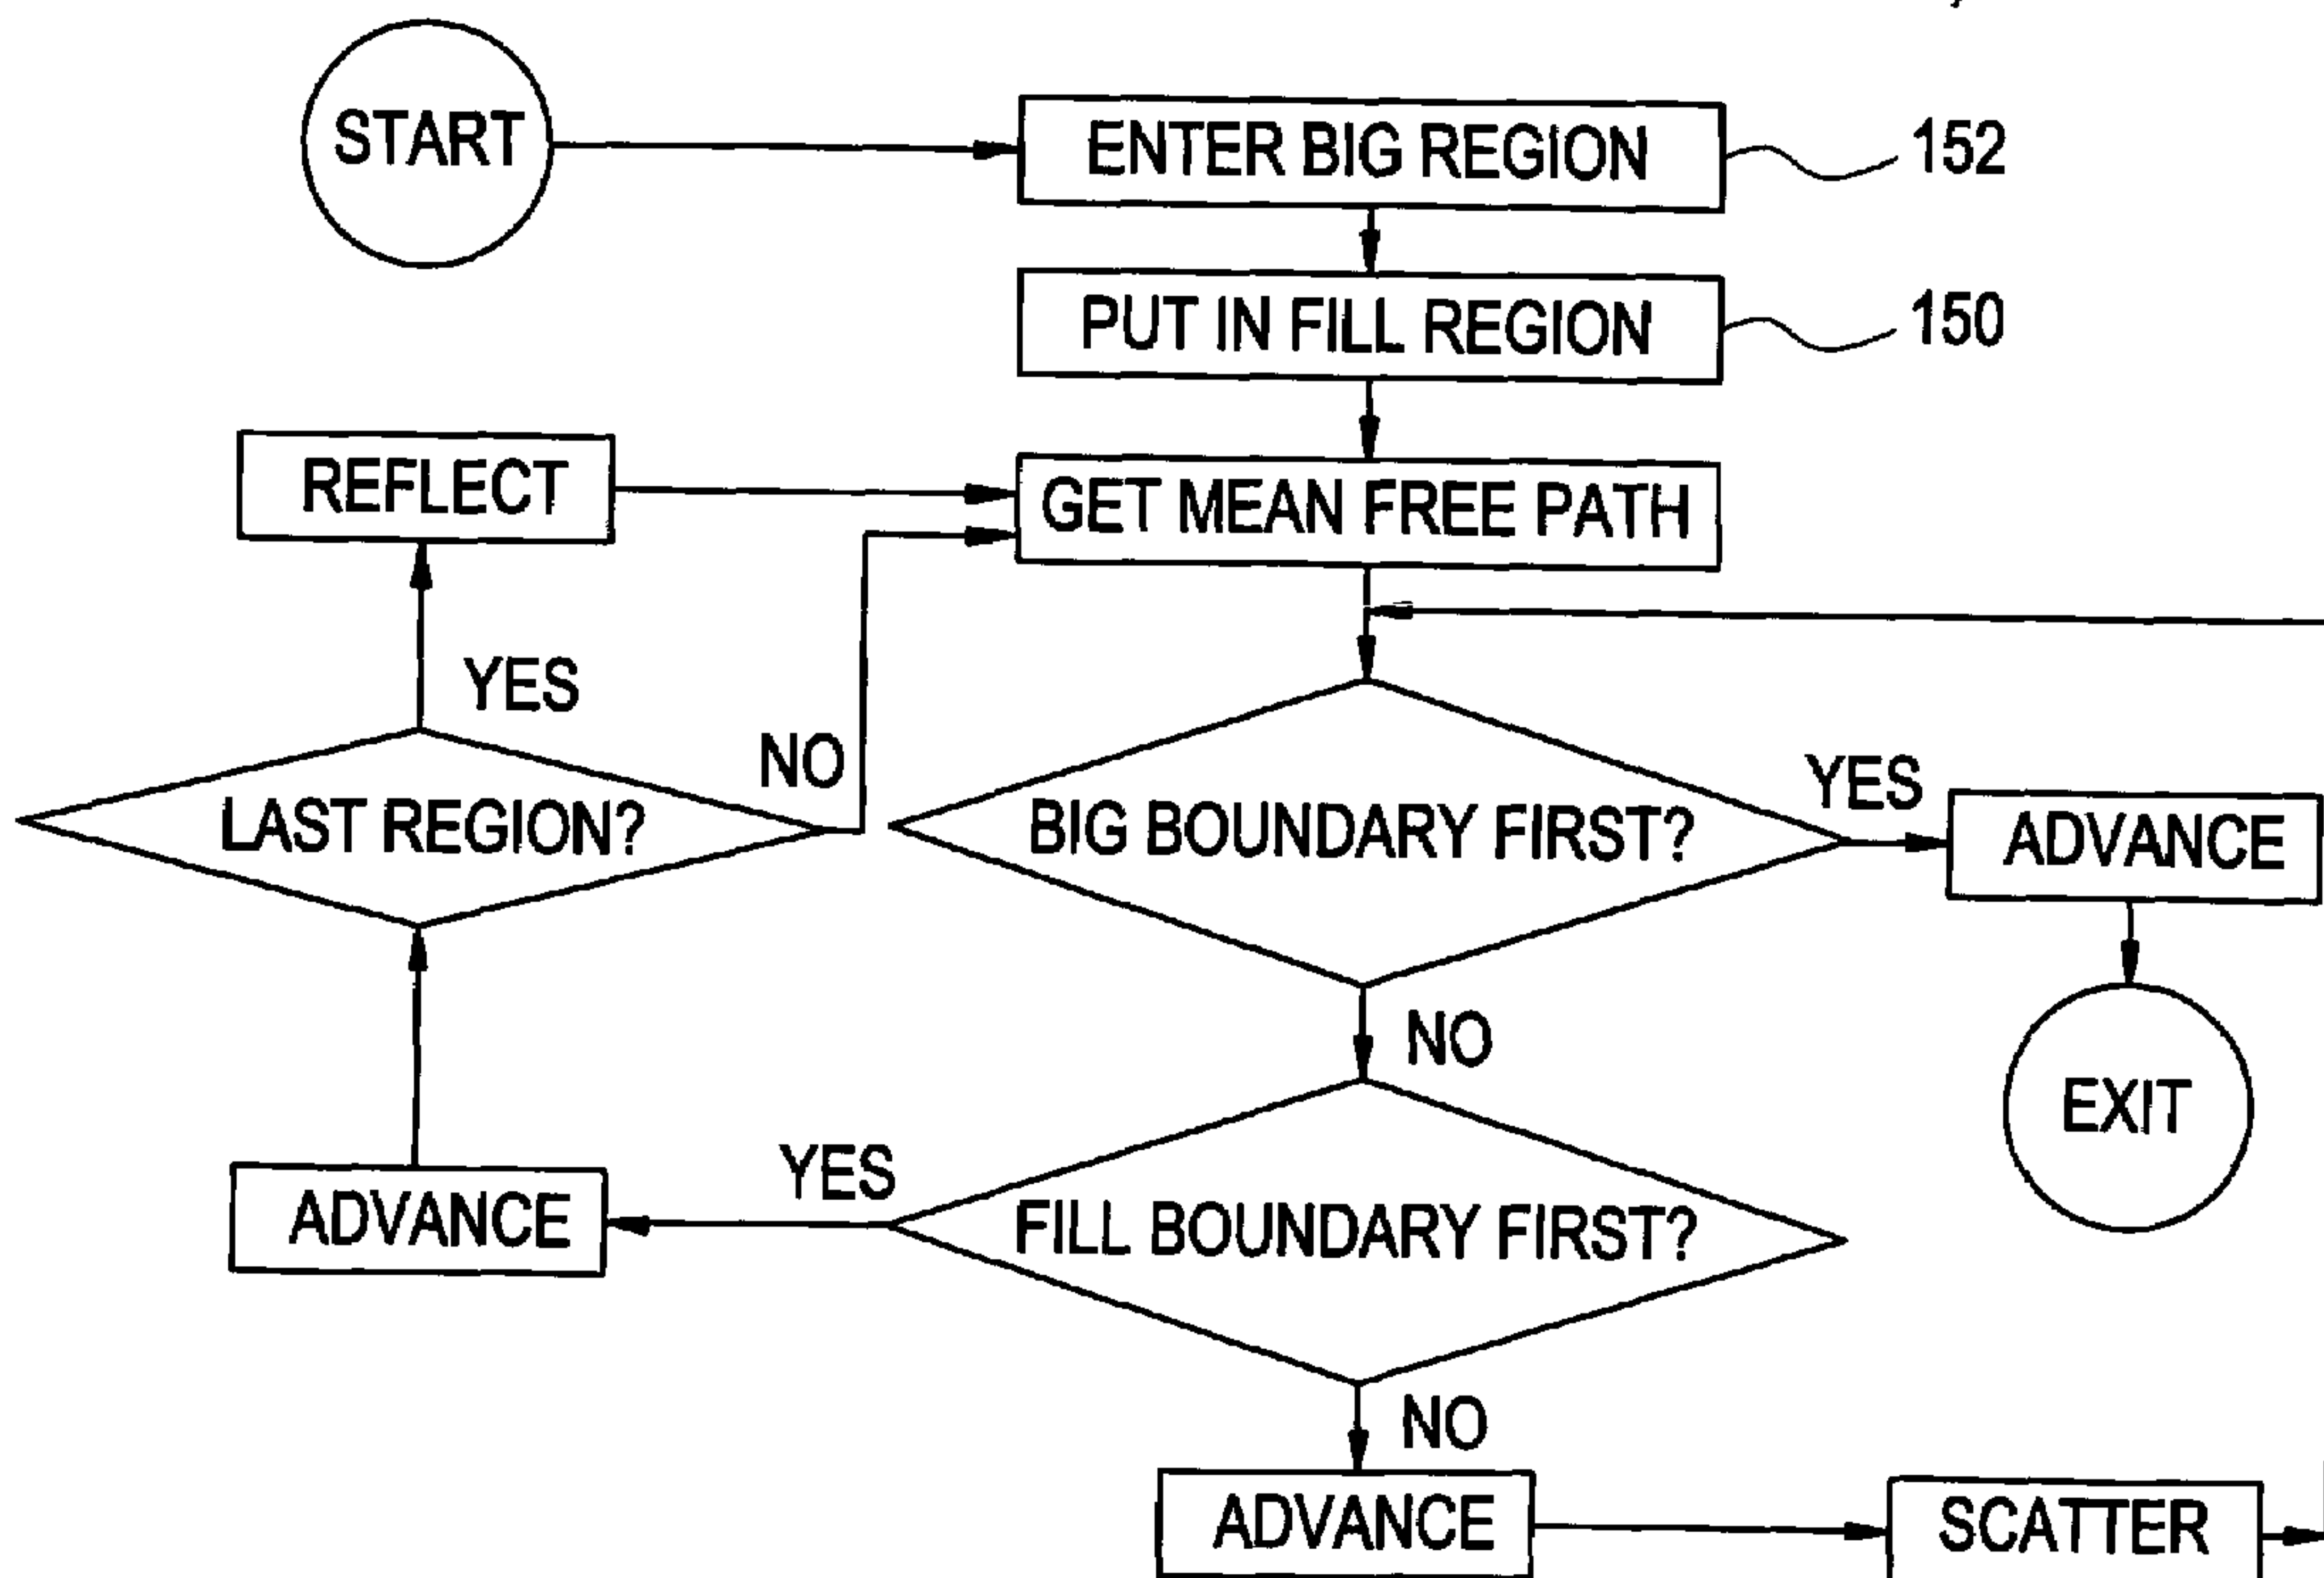 START
ENTER BIG REGION
152
PUT IN FILL REGION
150
REFLECT
GET MEAN FREE PATH
YES
NO
LAST REGION?
BIG BOUNDARY FIRST?
YES
ADVANCE
NO
EXIT
YES
ADVANCE
FILL BOUNDARY FIRST?
NO
ADVANCE
SCATTER